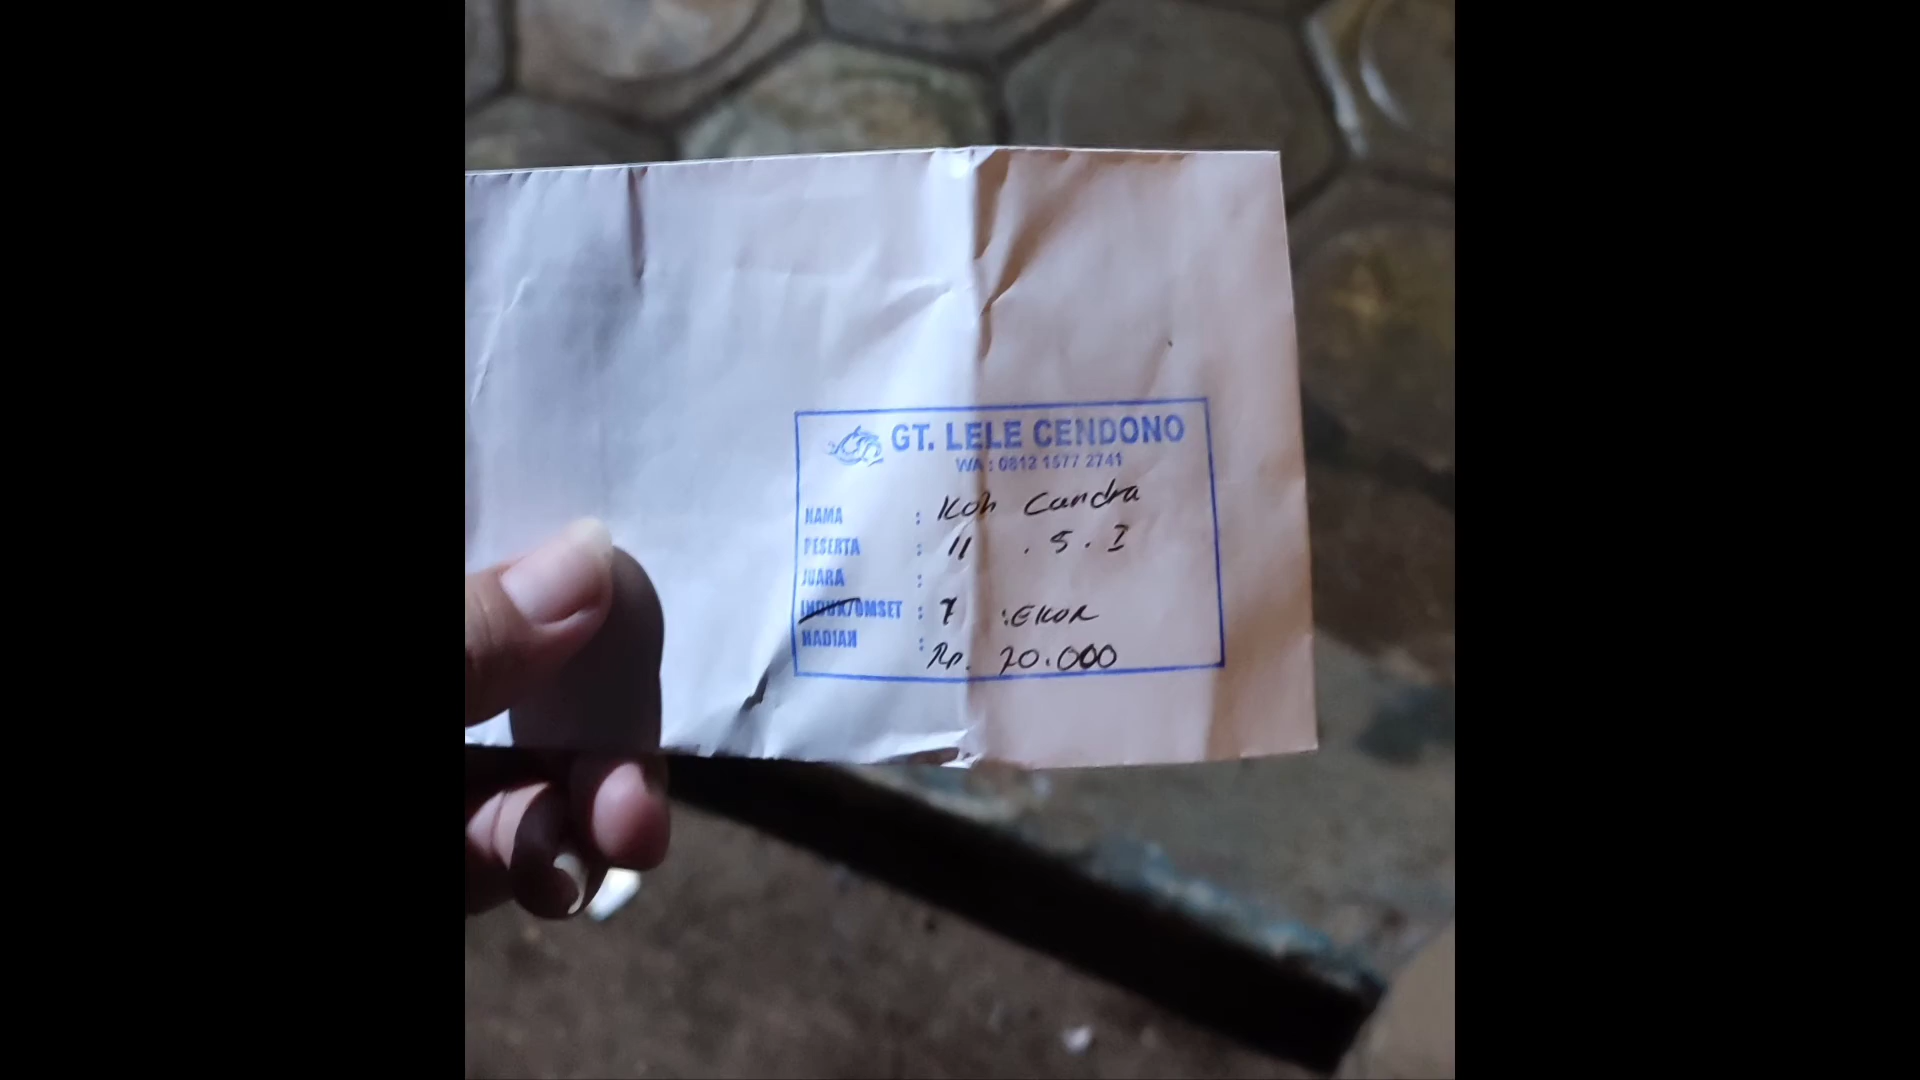 GT. LELE CENDONO
WA : 0812 1577 2741
NAMA : Koh Candra
PESERTA : 11 . 5 . I
JUARA :
INDUK/OMSET : 7 : EKOR
HADIAH : Rp. 70.000